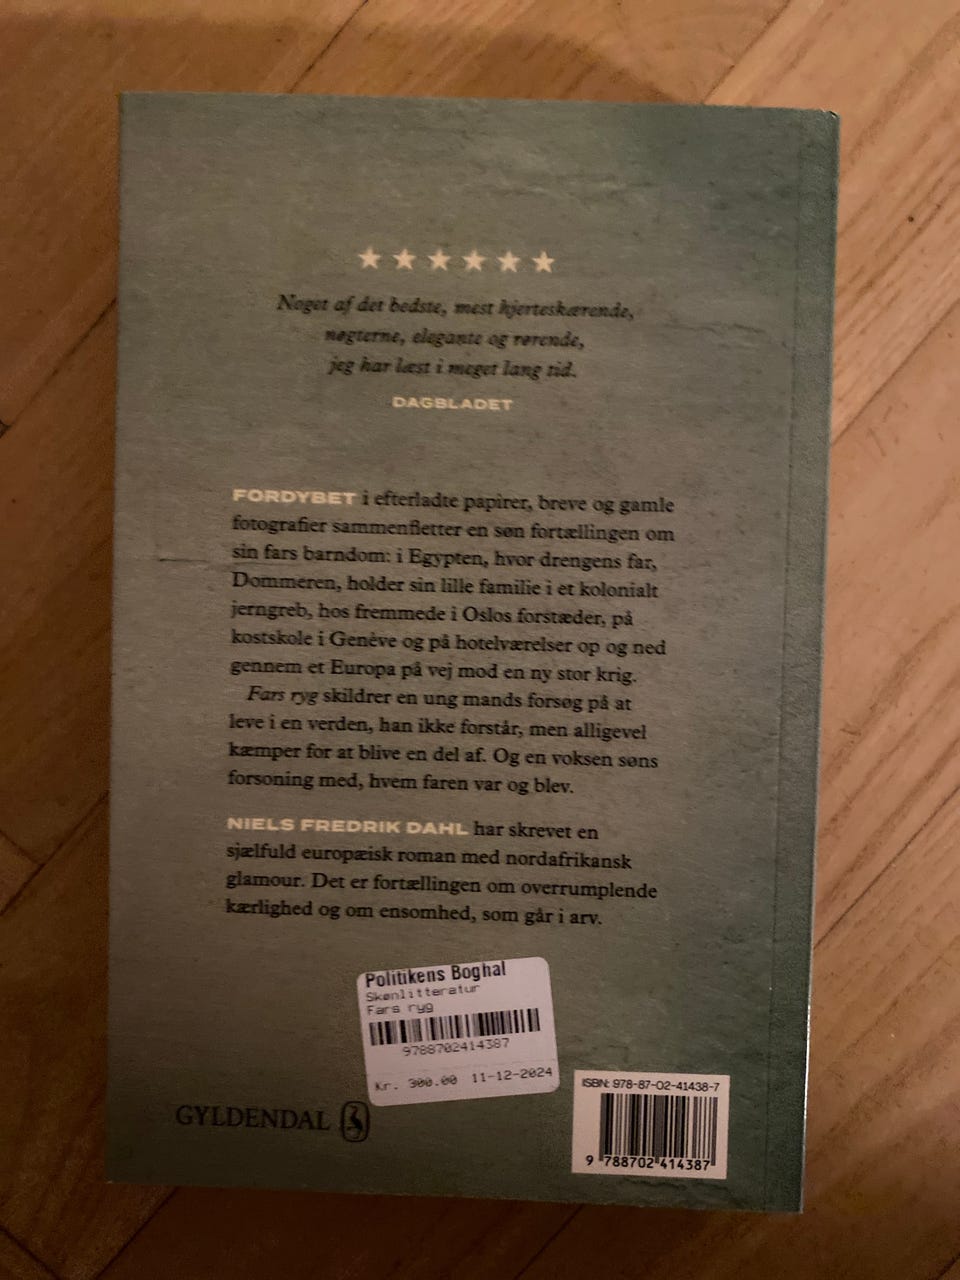 ★★★★★★
Noget af det bedste, mest hjerteskærende,
nøgterne, elegante og rørende,
jeg har læst i meget lang tid.
DAGBLADET
FORDYBET i efterladte papirer, breve og gamle
fotografier sammenfletter en søn fortællingen om
sin fars barndom: i Egypten, hvor drengens far,
Dommeren, holder sin lille familie i et kolonialt
jerngreb, hos fremmede i Oslos forstæder, på
kostskole i Genève og på hotelværelser op og ned
gennem et Europa på vej mod en ny stor krig.
Fars ryg skildrer en ung mands forsøg på at
leve i en verden, han ikke forstår, men alligevel
kæmper for at blive en del af. Og en voksen søns
forsoning med, hvem faren var og blev.
NIELS FREDRIK DAHL har skrevet en
sjælfuld europæisk roman med nordafrikansk
glamour. Det er fortællingen om overrumplende
kærlighed og om ensomhed, som går i arv.
Politikens Boghal
Skønlitteratur
Fars ryg
9788702414387
Kr. 300.00 11-12-2024
GYLDENDAL
ISBN: 978-87-02-41438-7
9 788702 414387